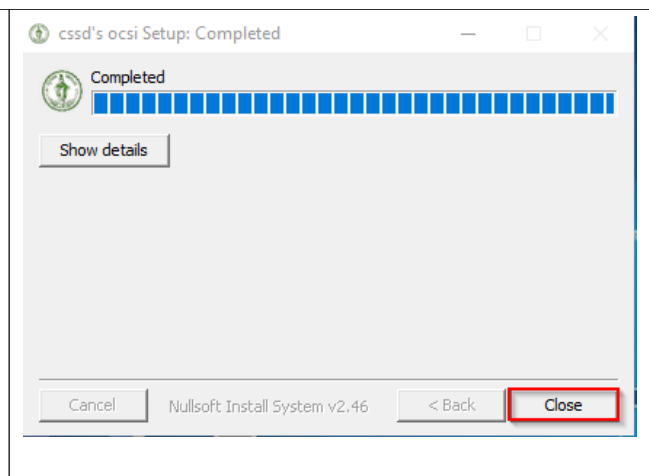 cssd's ocsi Setup: Completed
Completed
Show details
Cancel
Nullsoft Install System v2.46
< Back
Close